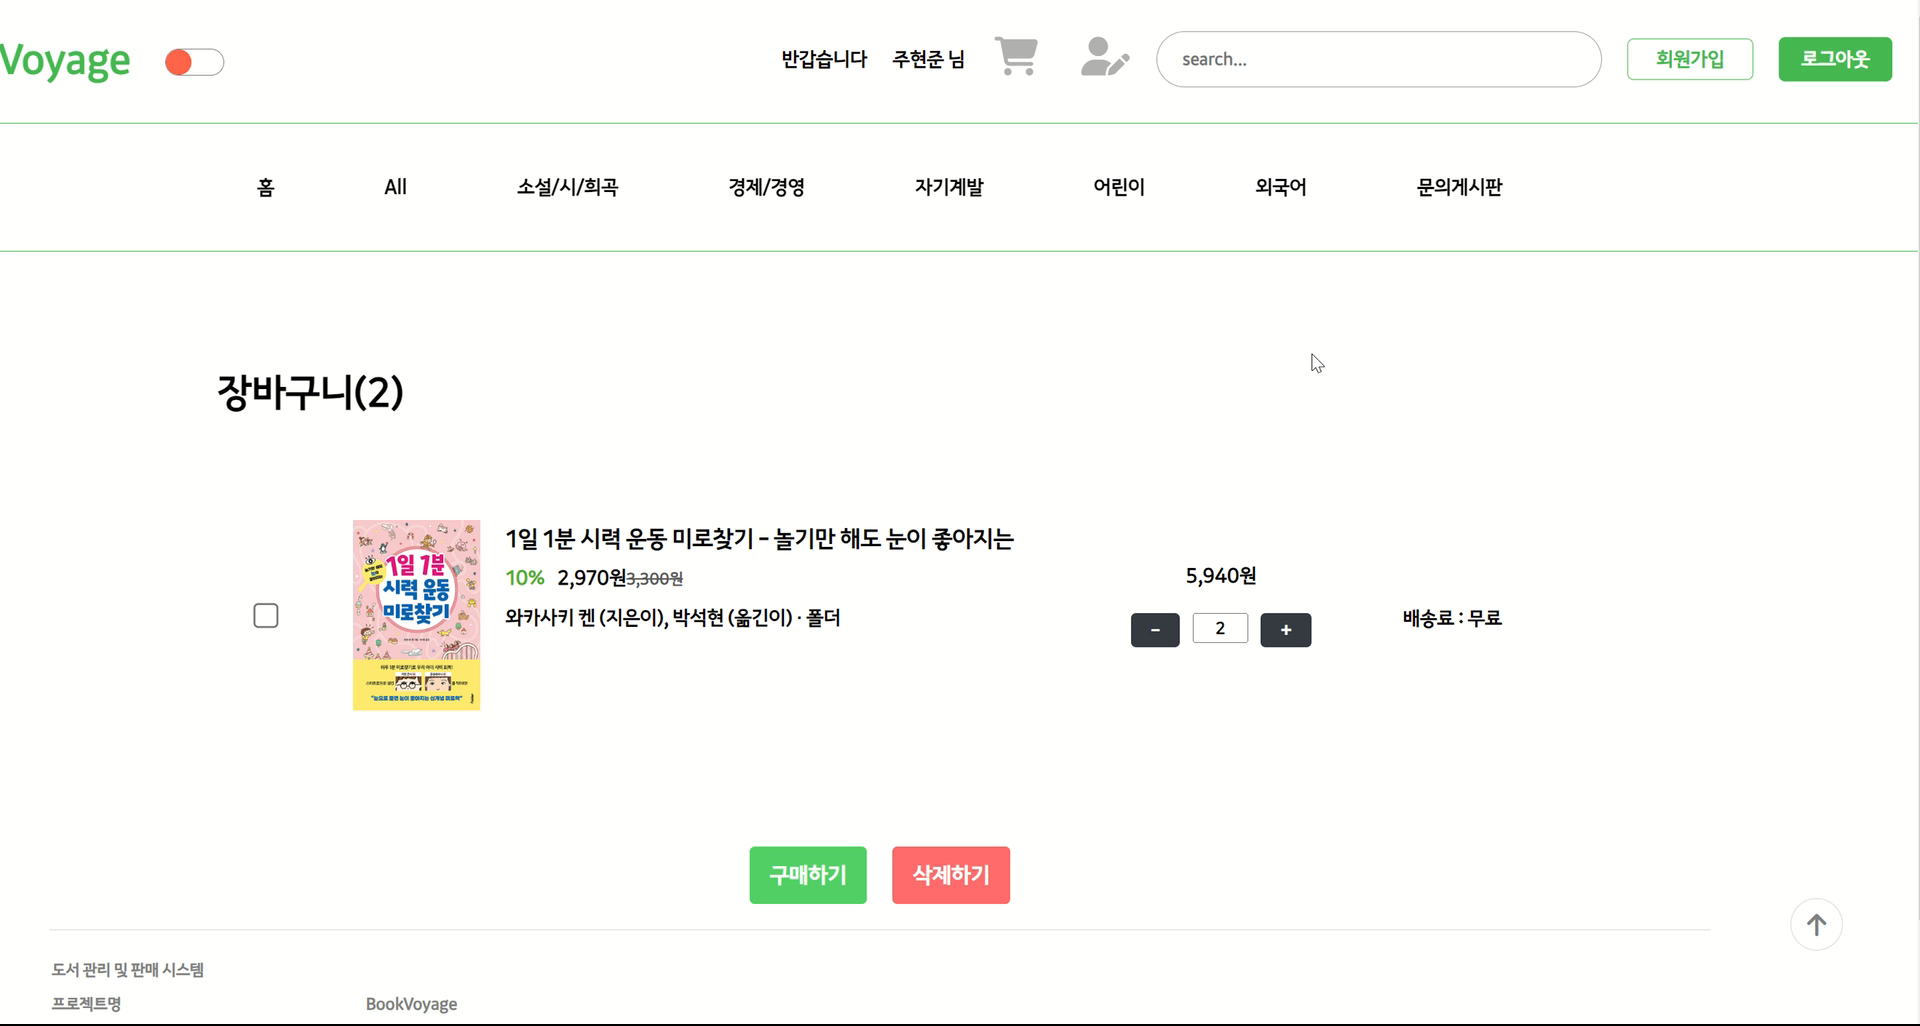 Voyage
반갑습니다 주현준 님
search...
회원가입
로그아웃
홈 All 소설/시/희곡 경제/경영 자기계발 어린이 외국어 문의게시판
장바구니(2)
1일 1분
시력 운동
미로찾기
1일 1분 시력 운동 미로찾기 - 놀기만 해도 눈이 좋아지는
10% 2,970원3,300원
와카사키 켄 (지은이), 박석현 (옮긴이) · 폴더
5,940원
- 2 +
배송료 : 무료
구매하기 삭제하기
도서 관리 및 판매 시스템
프로젝트명 BookVoyage